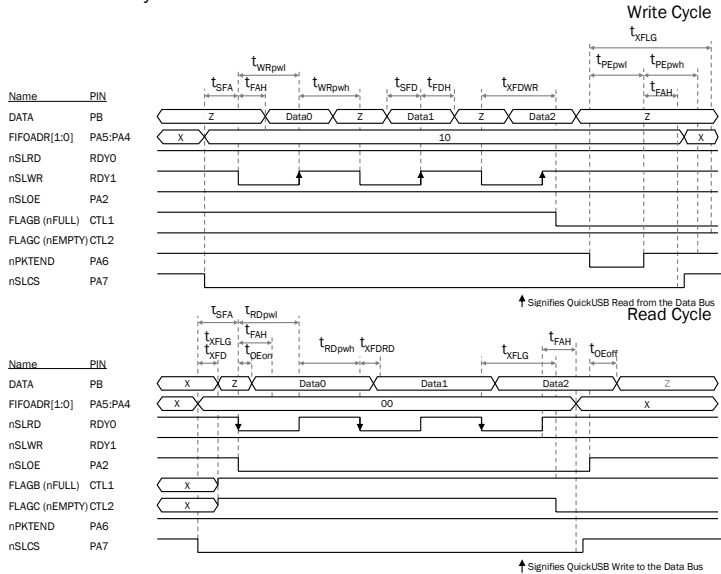 Write Cycle
tXFLG
tWRpwl tPEpwl tPEpwh
tSFA tFAH tWRpwh tSFD tFDH tXFDWR tFAH
Name PIN
DATA PB Z Data0 Z Data1 Z Data2 Z
FIFOADR[1:0] PA5:PA4 X 10 X
nSLRD RDY0
nSLWR RDY1
nSLOE PA2
FLAGB (nFULL) CTL1
FLAGC (nEMPTY) CTL2
nPKTEND PA6
nSLCS PA7
Signifies QuickUSB Read from the Data Bus
Read Cycle
tSFA tRDpwl
tXFLG tFAH tRDpwh tXFDRD tXFLG tFAH
tXFD tOEon tOEoff
Name PIN
DATA PB X Z Data0 Data1 Data2 Z
FIFOADR[1:0] PA5:PA4 X 00 X
nSLRD RDY0
nSLWR RDY1
nSLOE PA2
FLAGB (nFULL) CTL1 X
FLAGC (nEMPTY) CTL2 X
nPKTEND PA6
nSLCS PA7
Signifies QuickUSB Write to the Data Bus